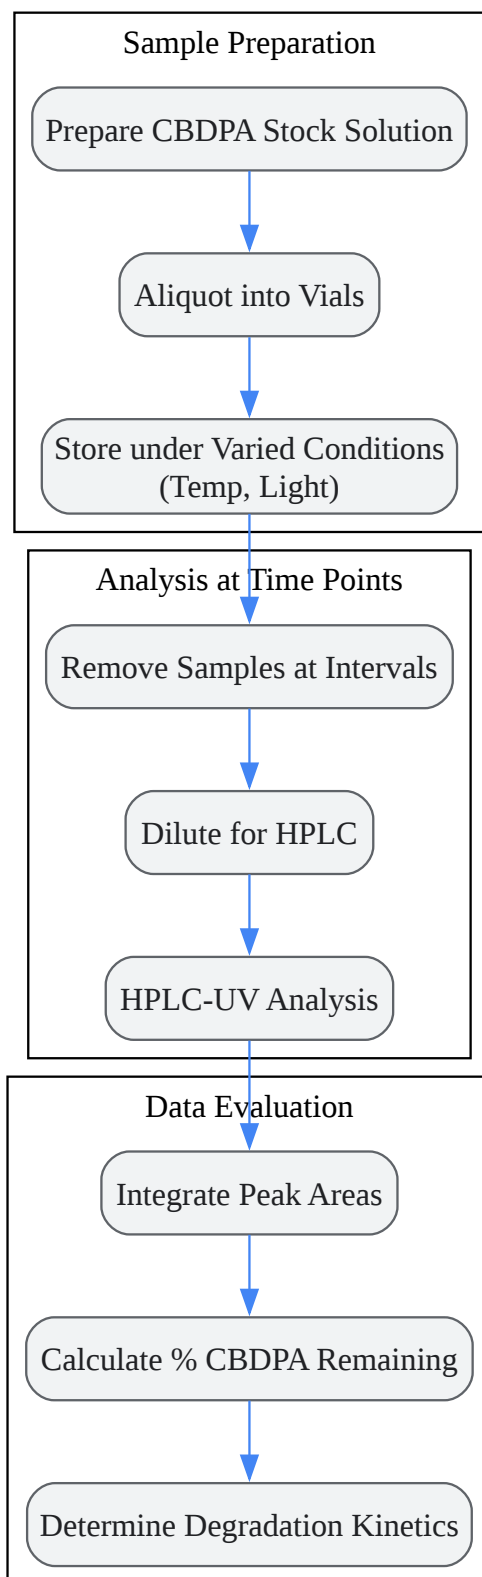 Sample Preparation
Prepare CBDPA Stock Solution
Aliquot into Vials
Store under Varied Conditions
(Temp, Light)
Analysis at Time Points
Remove Samples at Intervals
Dilute for HPLC
HPLC-UV Analysis
Data Evaluation
Integrate Peak Areas
Calculate % CBDPA Remaining
Determine Degradation Kinetics